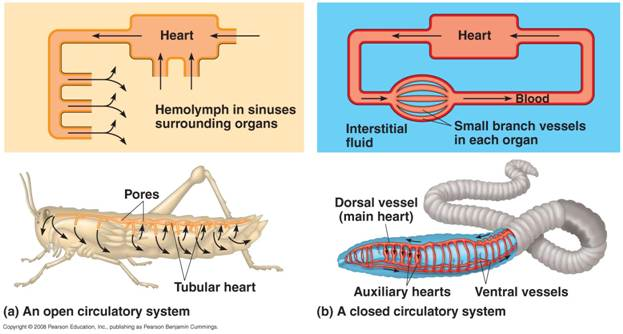 Heart
Hemolymph in sinuses
surrounding organs
Pores
Tubular heart
(a) An open circulatory system
Heart
Blood
Interstitial
fluid
Small branch vessels
in each organ
Dorsal vessel
(main heart)
Auxiliary hearts
Ventral vessels
(b) A closed circulatory system
Copyright © 2008 Pearson Education, Inc., publishing as Pearson Benjamin Cummings.